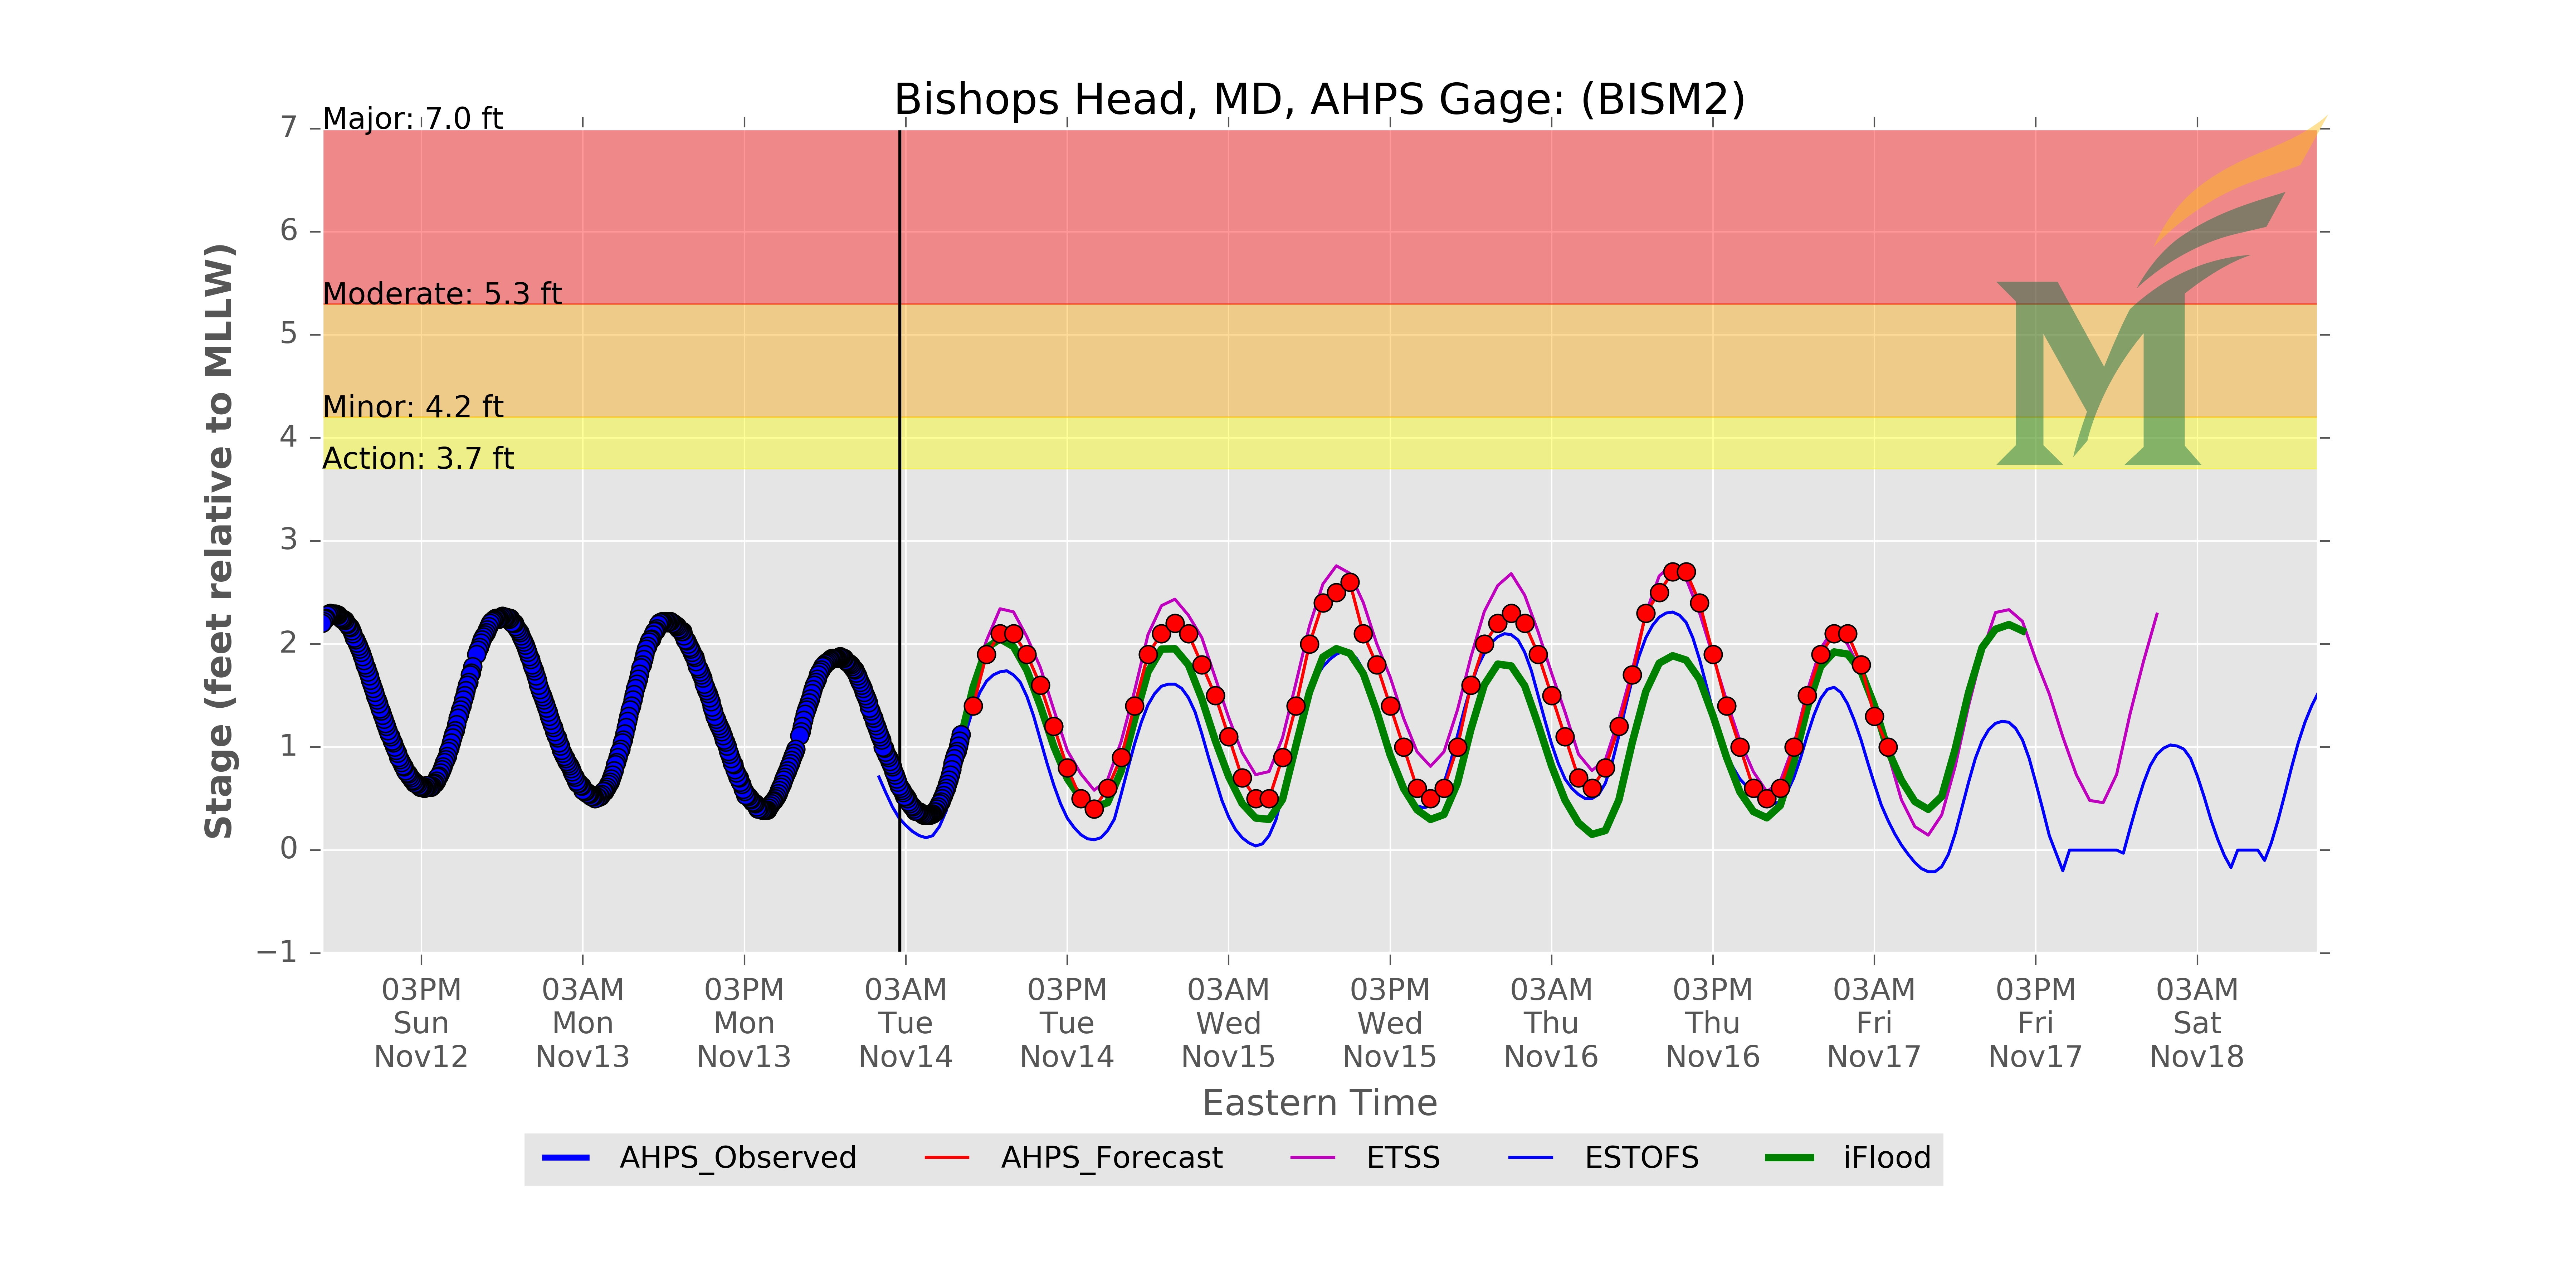 Bishops Head, MD, AHPS Gage: (BISM2)
Major: 7.0 ft
Moderate: 5.3 ft
Minor: 4.2 ft
Action: 3.7 ft
Stage (feet relative to MLLW)
7
6
5
4
3
2
1
0
−1
03PM Sun Nov12
03AM Mon Nov13
03PM Mon Nov13
03AM Tue Nov14
03PM Tue Nov14
03AM Wed Nov15
03PM Wed Nov15
03AM Thu Nov16
03PM Thu Nov16
03AM Fri Nov17
03PM Fri Nov17
03AM Sat Nov18
Eastern Time
AHPS_Observed AHPS_Forecast ETSS ESTOFS iFlood
M